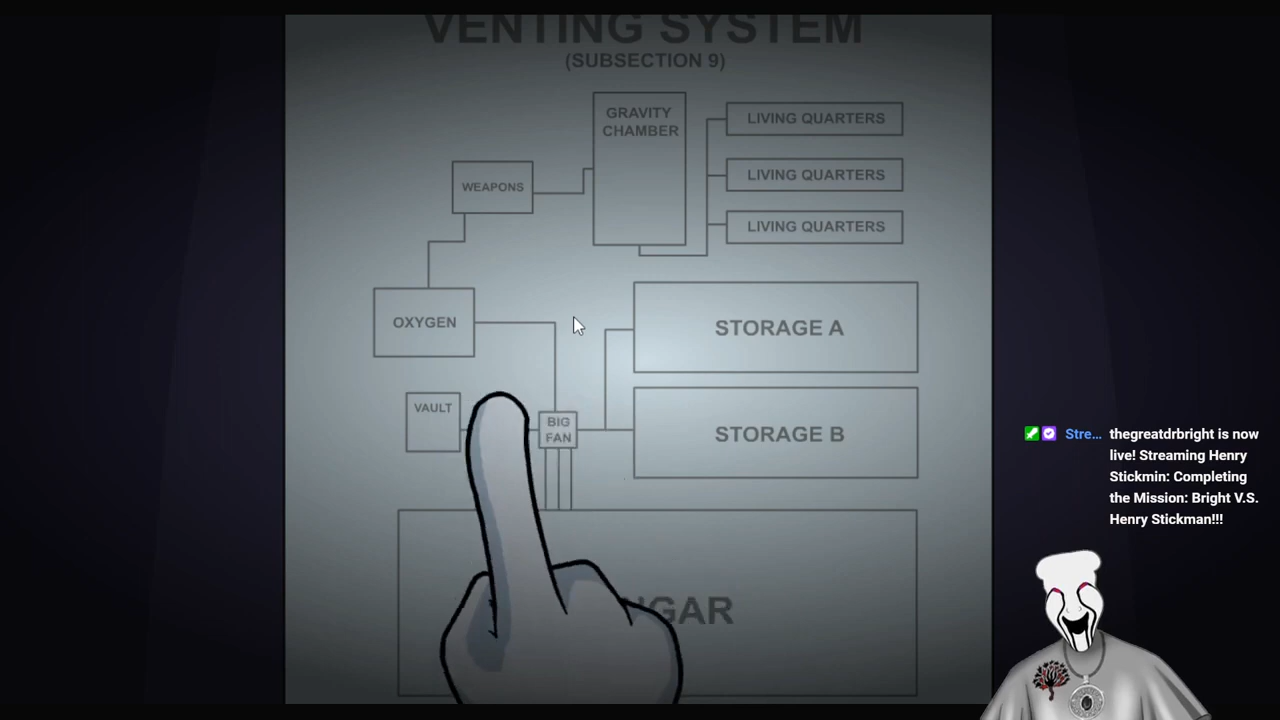 VENTING SYSTEM
(SUBSECTION 9)
GRAVITY
CHAMBER
LIVING QUARTERS
WEAPONS
LIVING QUARTERS
LIVING QUARTERS
OXYGEN
STORAGE A
VAULT
BIG
FAN
STORAGE B
GAR
Stre... thegreatdrbright is now
live! Streaming Henry
Stickmin: Completing
the Mission: Bright V.S.
Henry Stickman!!!